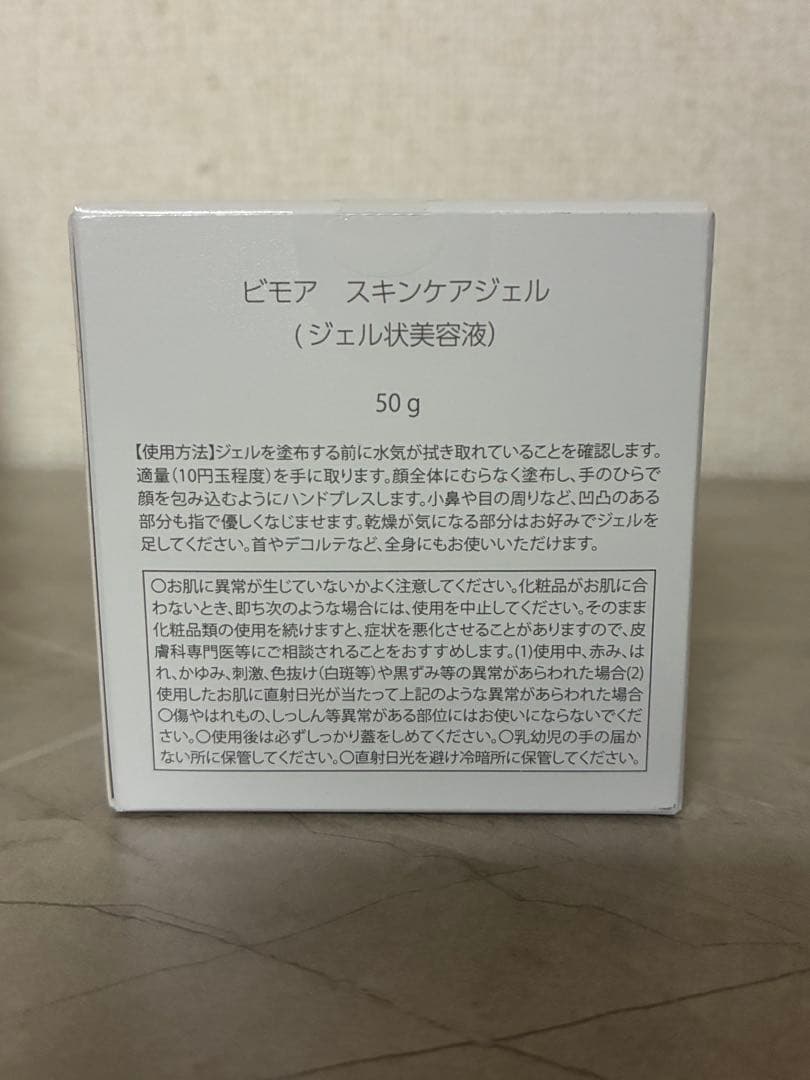 ビモア　スキンケアジェル
(ジェル状美容液)
50 g
【使用方法】ジェルを塗布する前に水気が拭き取れていることを確認します。
適量(10円玉程度)を手に取ります。顔全体にむらなく塗布し、手のひらで
顔を包み込むようにハンドプレスします。小鼻や目の周りなど、凹凸のある
部分も指で優しくなじませます。乾燥が気になる部分はお好みでジェルを
足してください。首やデコルテなど、全身にもお使いいただけます。
○お肌に異常が生じていないかよく注意してください。化粧品がお肌に合
わないとき、即ち次のような場合には、使用を中止してください。そのまま
化粧品類の使用を続けますと、症状を悪化させることがありますので、皮
膚科専門医等にご相談されることをおすすめします。(1)使用中、赤み、は
れ、かゆみ、刺激、色抜け(白斑等)や黒ずみ等の異常があらわれた場合(2)
使用したお肌に直射日光が当たって上記のような異常があらわれた場合
○傷やはれもの、しっしん等異常がある部位にはお使いにならないでくだ
さい。○使用後は必ずしっかり蓋をしめてください。○乳幼児の手の届か
ない所に保管してください。○直射日光を避け冷暗所に保管してください。